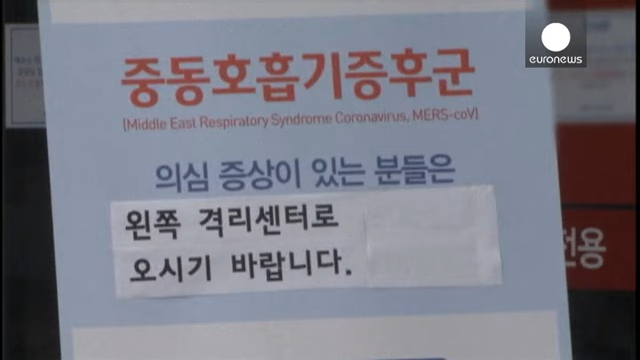 euronews
중동호흡기증후군
(Middle East Respiratory Syndrome Coronavirus, MERS-coV)
의심 증상이 있는 분들은
왼쪽 격리센터로
오시기 바랍니다.
전용